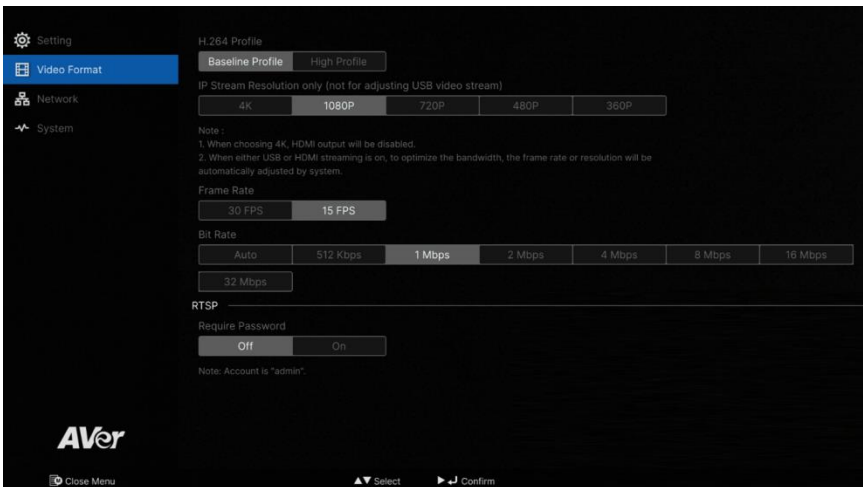 Setting
Video Format
Network
System
H.264 Profile
Baseline Profile High Profile
IP Stream Resolution only (not for adjusting USB video stream)
4K 1080P 720P 480P 360P
Note :
1. When choosing 4K, HDMI output will be disabled.
2. When either USB or HDMI streaming is on, to optimize the bandwidth, the frame rate or resolution will be
automatically adjusted by system.
Frame Rate
30 FPS 15 FPS
Bit Rate
Auto 512 Kbps 1 Mbps 2 Mbps 4 Mbps 8 Mbps 16 Mbps
32 Mbps
RTSP
Require Password
Off On
Note: Account is "admin".
AVer
Close Menu ▲▼ Select ▶ ↵ Confirm